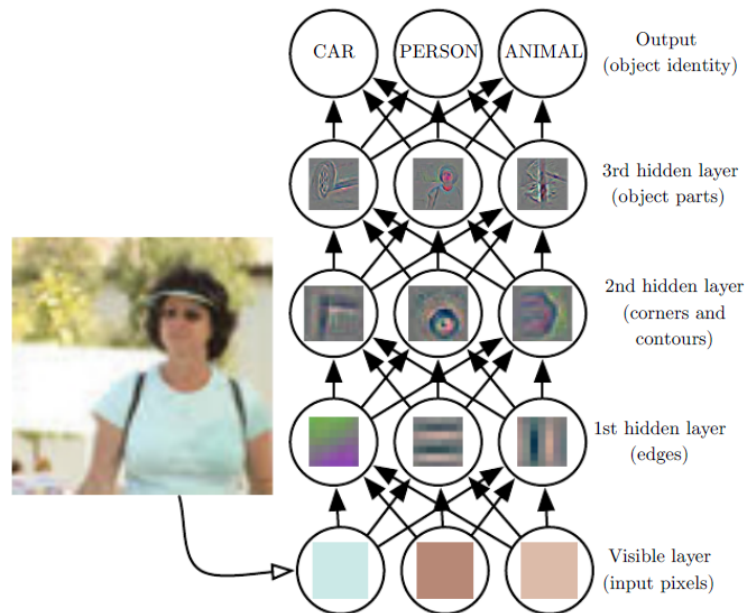 CAR PERSON ANIMAL
Output
(object identity)
3rd hidden layer
(object parts)
2nd hidden layer
(corners and
contours)
1st hidden layer
(edges)
Visible layer
(input pixels)